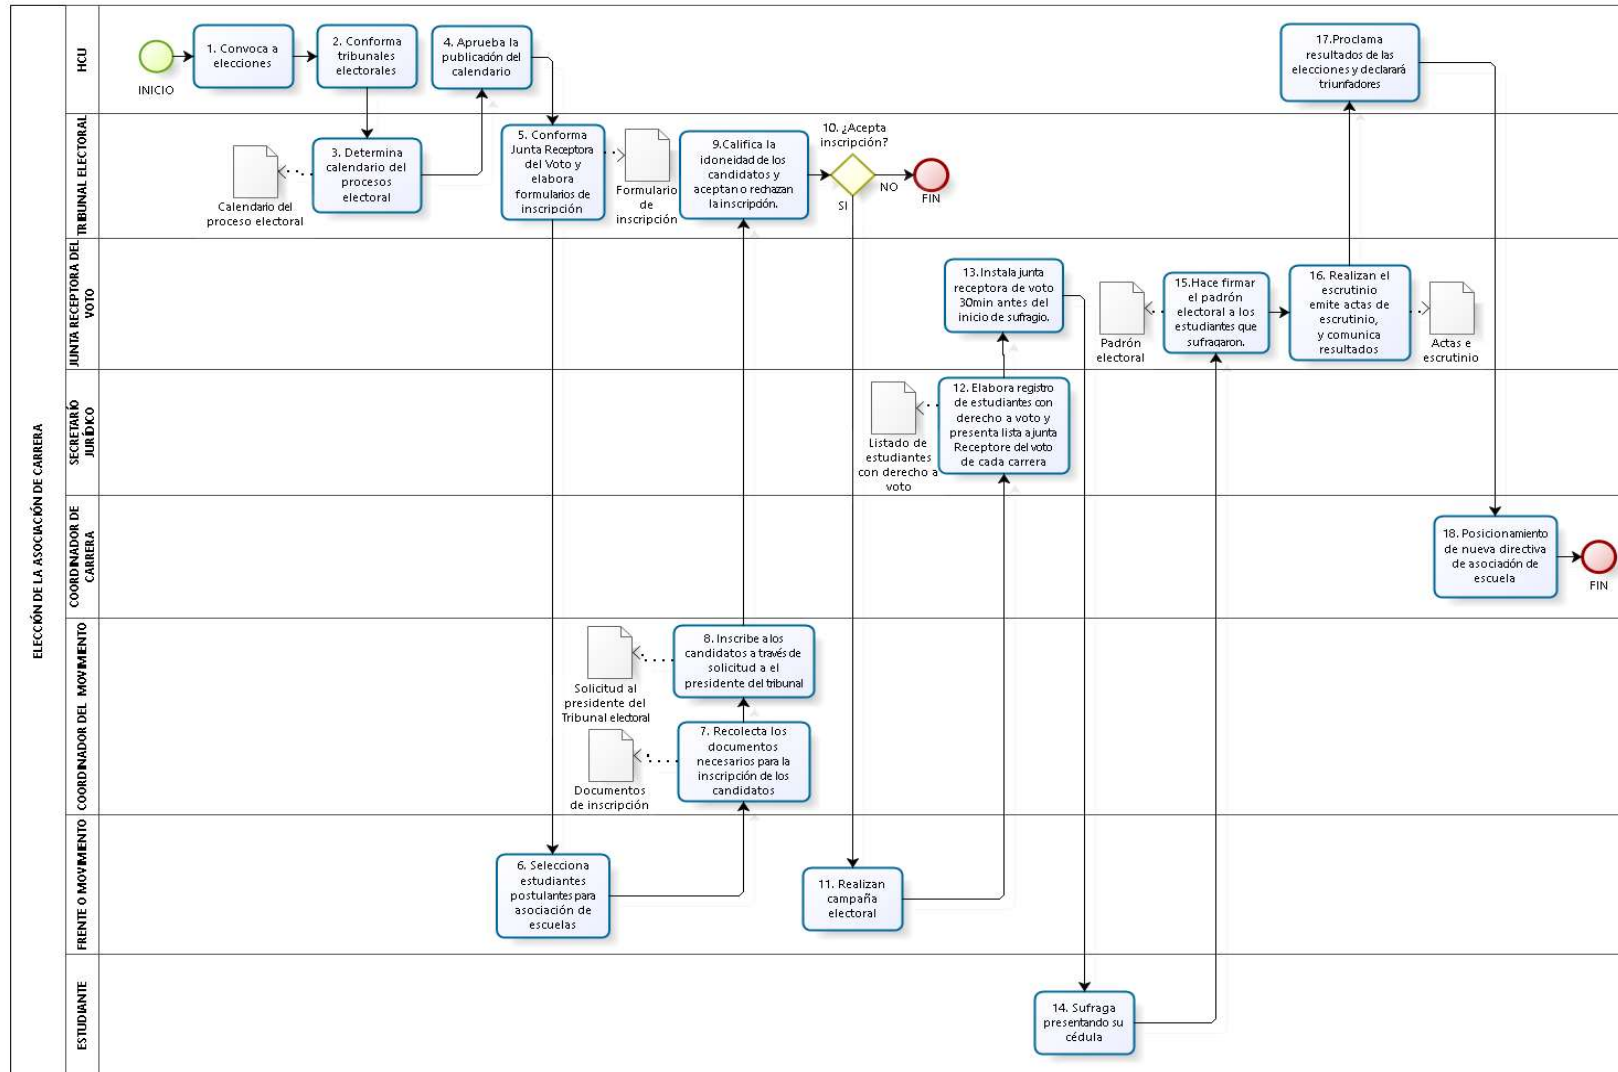 ELECCIÓN DE LA ASOCIACIÓN DE CARRERA
HCU
INICIO
1. Convoca a
elecciones
2. Conforma
tribunales
electorales
4. Aprueba la
publicación del
calendario
17.Proclama
resultados de las
elecciones y declarará
triunfadores
TRIBUNAL ELECTORAL
Calendario del
proceso electoral
3. Determina
calendario del
procesos
electoral
5. Conforma
Junta Receptora
del Voto y
elabora
formularios de
inscripción
Formulario
de
inscripción
9.Califica la
idoneidad de los
candidatos y
aceptan o rechazan
la inscripción.
10. ¿Acepta
inscripción?
NO
SI
FIN
JUNTA RECEPTORA DEL
VOTO
13.Instala junta
receptora de voto
30min antes del
inicio de sufragio.
Padrón
electoral
15.Hace firmar
el padrón
electoral a los
estudiantes que
sufragaron.
16. Realizan el
escrutinio
emite actas de
escrutinio,
y comunica
resultados
Actas e
escrutinio
SECRETARÍO
JURÍDICO
Listado de
estudiantes
con derecho a
voto
12. Elabora registro
de estudiantes con
derecho a voto y
presenta lista a junta
Receptore del voto
de cada carrera
COORDINADOR DE
CARRERA
18. Posicionamiento
de nueva directiva
de asociación de
escuela
FIN
COORDINADOR DEL MOVIMIENTO
Solicitud al
presidente del
Tribunal electoral
8. Inscribe a los
candidatos a través de
solicitud a el
presidente del tribunal
Documentos
de inscripción
7. Recolecta los
documentos
necesarios para la
inscripción de los
candidatos
FRENTE O MOVIMIENTO
6. Selecciona
estudiantes
postulantes para
asociación de
escuelas
11. Realizan
campaña
electoral
ESTUDIANTE
14. Sufraga
presentando su
cédula